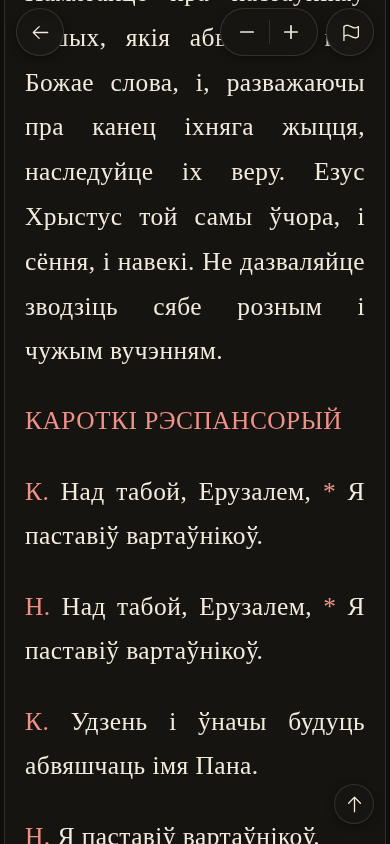 шых, якія
Божае слова, і, разважаючы
пра канец іхняга жыцця,
наследуйце іх веру. Езус
Хрыстус той самы ўчора, і
сёння, і навекі. Не дазваляйце
зводзіць сябе розным і
чужым вучэнням.
КАРОТКІ РЭСПАНСОРЫЙ
К. Над табой, Ерузалем, * Я
паставіў вартаўнікоў.
Н. Над табой, Ерузалем, * Я
паставіў вартаўнікоў.
К. Удзень і ўначы будуць
абвяшчаць імя Пана.
Н. Я паставіў вартаўнікоў.